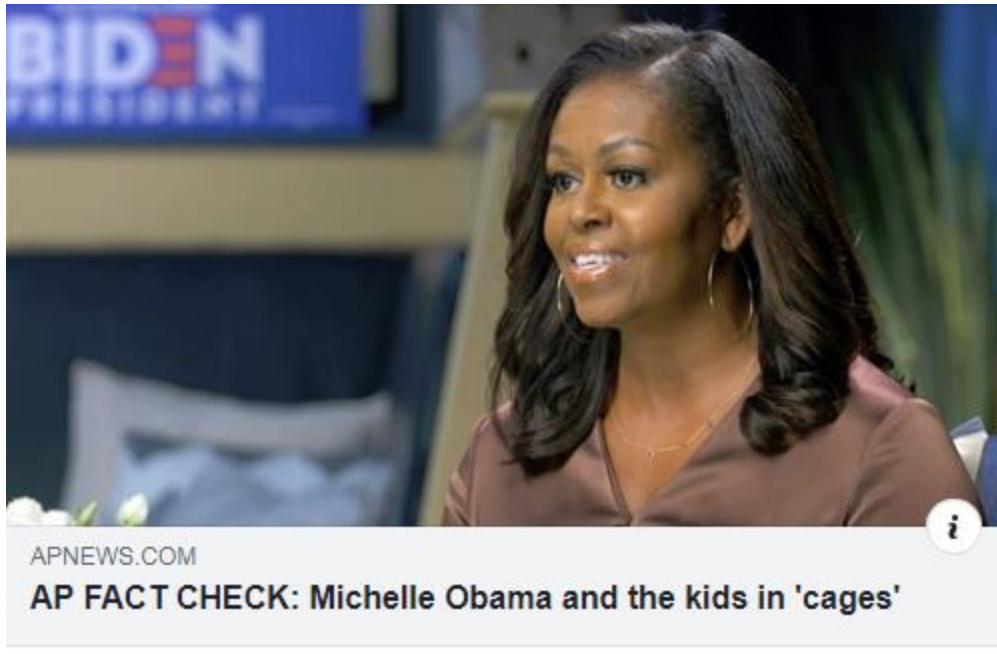 BIDEN
PRESIDENT
i
APNEWS.COM
AP FACT CHECK: Michelle Obama and the kids in 'cages'